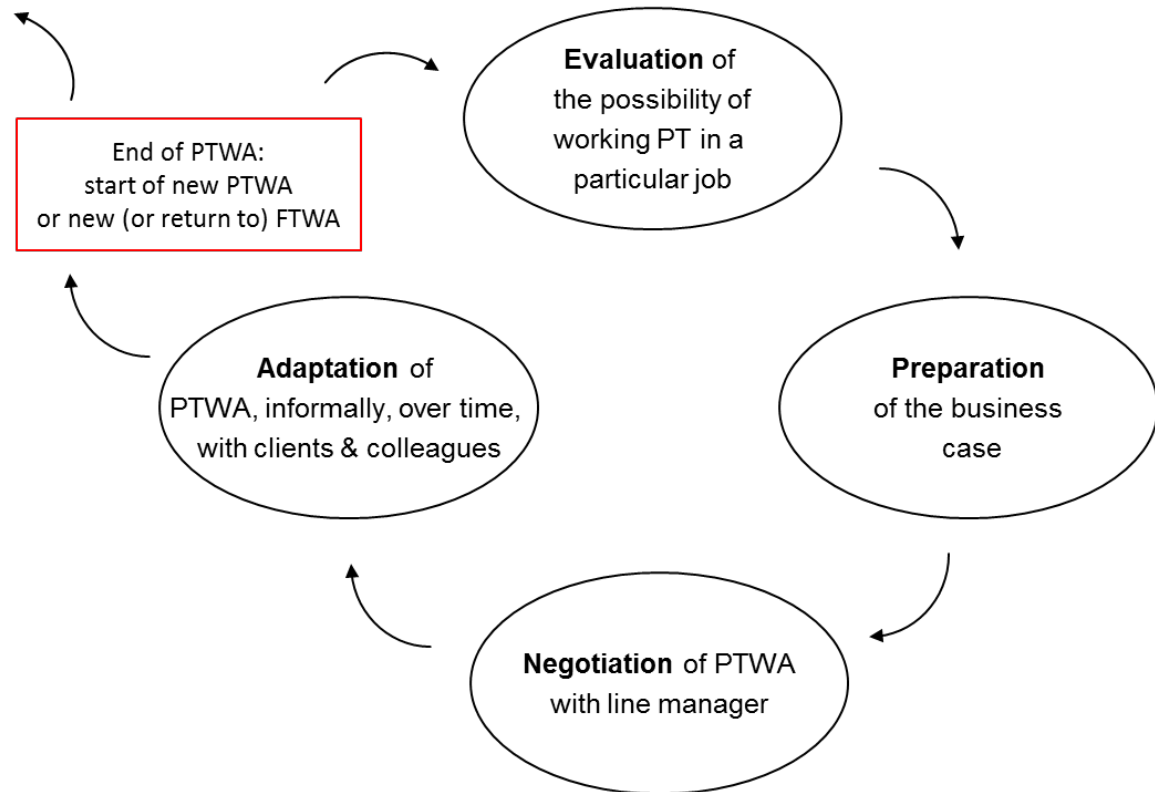 Evaluation of
the possibility of
working PT in a
particular job
End of PTWA:
start of new PTWA
or new (or return to) FTWA
Adaptation of
PTWA, informally, over time,
with clients & colleagues
Preparation
of the business
case
Negotiation of PTWA
with line manager